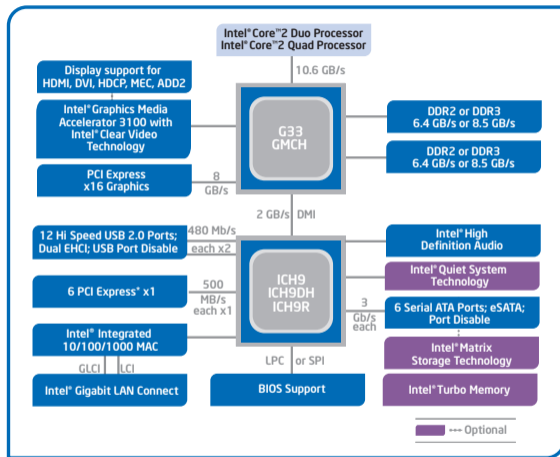 Intel® Core™2 Duo Processor
Intel® Core™2 Quad Processor
10.6 GB/s
Display support for
HDMI, DVI, HDCP, MEC, ADD2
Intel® Graphics Media
Accelerator 3100 with
Intel® Clear Video
Technology
PCI Express
x16 Graphics
8
GB/s
G33
GMCH
DDR2 or DDR3
6.4 GB/s or 8.5 GB/s
DDR2 or DDR3
6.4 GB/s or 8.5 GB/s
2 GB/s DMI
12 Hi Speed USB 2.0 Ports;
Dual EHCI; USB Port Disable
480 Mb/s
each x2
6 PCI Express* x1
500
MB/s
each x1
Intel® Integrated
10/100/1000 MAC
GLCI LCI
Intel® Gigabit LAN Connect
ICH9
ICH9DH
ICH9R
LPC or SPI
BIOS Support
Intel® High
Definition Audio
Intel® Quiet System
Technology
3
Gb/s
each
6 Serial ATA Ports; eSATA;
Port Disable
Intel® Matrix
Storage Technology
Intel® Turbo Memory
--- Optional